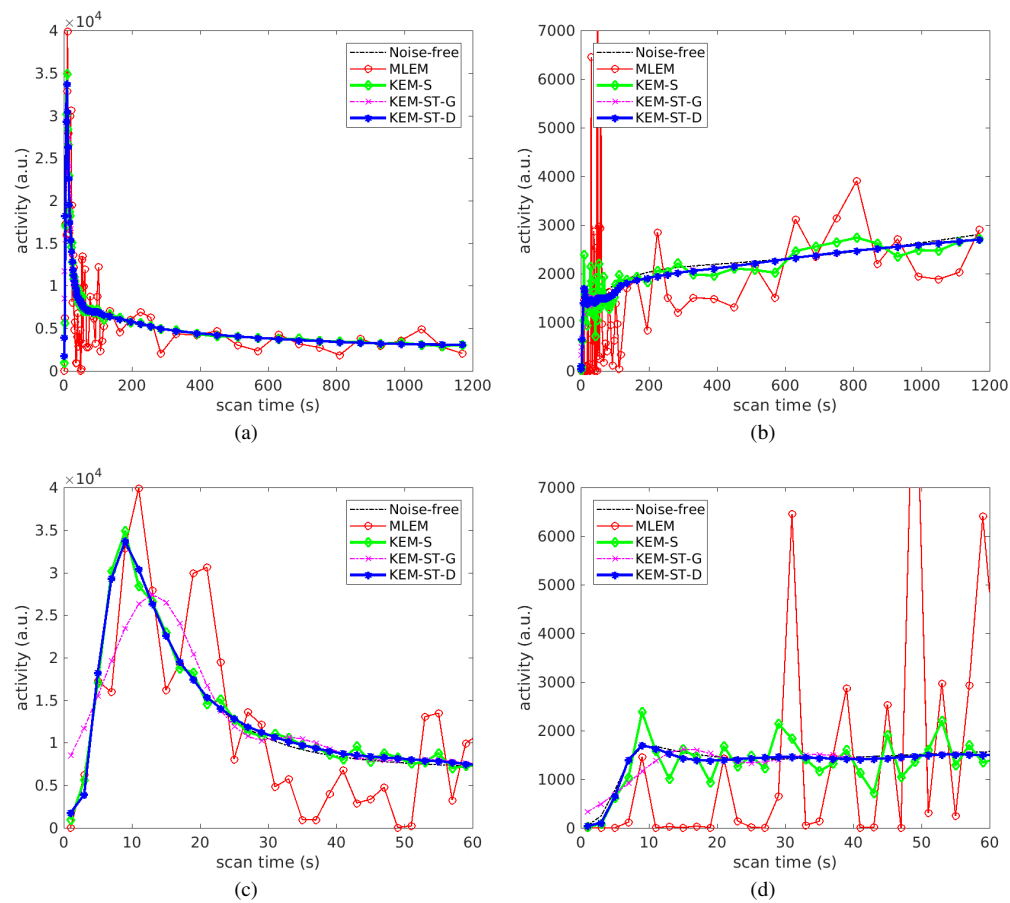 ×10⁴
4
3.5
3
2.5
2
1.5
1
0.5
0
activity (a.u.)
0 200 400 600 800 1000 1200
scan time (s)
Noise-free
MLEM
KEM-S
KEM-ST-G
KEM-ST-D
(a)
7000
6000
5000
4000
3000
2000
1000
0
activity (a.u.)
0 200 400 600 800 1000 1200
scan time (s)
Noise-free
MLEM
KEM-S
KEM-ST-G
KEM-ST-D
(b)
×10⁴
4
3.5
3
2.5
2
1.5
1
0.5
0
activity (a.u.)
0 10 20 30 40 50 60
scan time (s)
Noise-free
MLEM
KEM-S
KEM-ST-G
KEM-ST-D
(c)
7000
6000
5000
4000
3000
2000
1000
0
activity (a.u.)
0 10 20 30 40 50 60
scan time (s)
Noise-free
MLEM
KEM-S
KEM-ST-G
KEM-ST-D
(d)